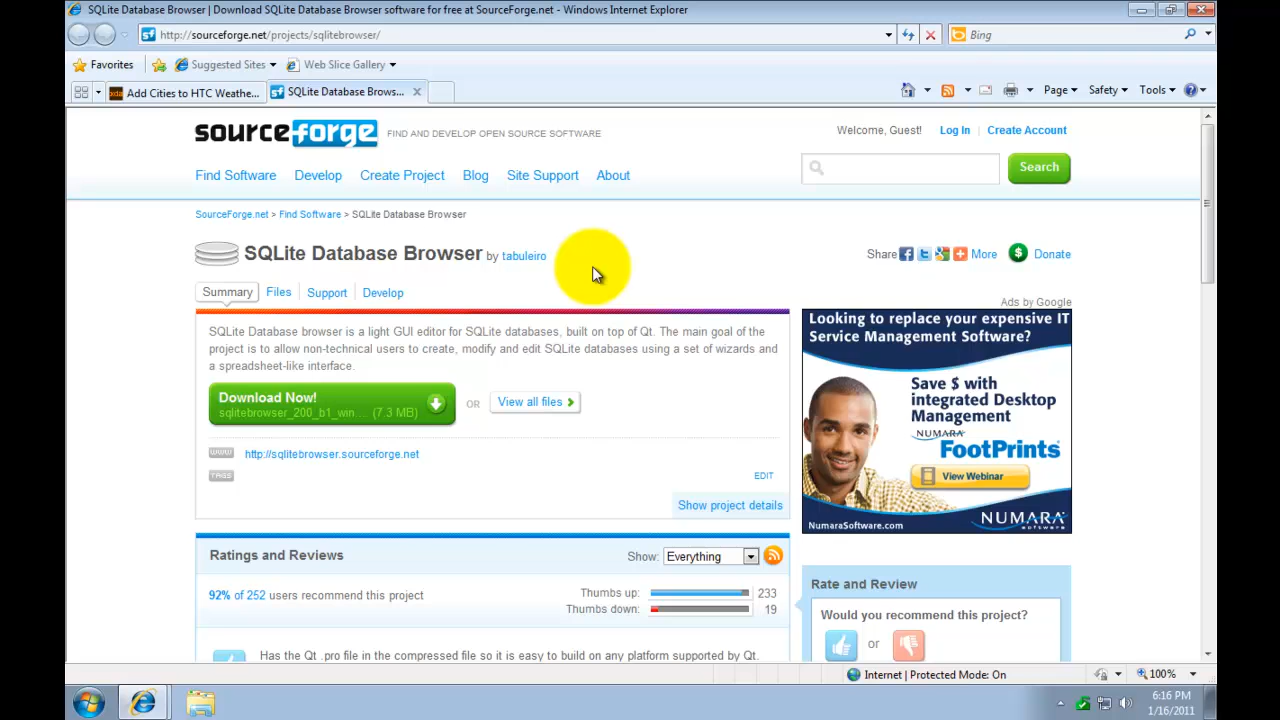 SQLite Database Browser | Download SQLite Database Browser software for free at SourceForge.net - Windows Internet Explorer
http://sourceforge.net/projects/sqlitebrowser/
Bing
Favorites
Suggested Sites
Web Slice Gallery
Add Cities to HTC Weathe...
SQLite Database Brows...
Page
Safety
Tools
sourceforge
FIND AND DEVELOP OPEN SOURCE SOFTWARE
Welcome, Guest! Log In | Create Account
Find Software
Develop
Create Project
Blog
Site Support
About
Search
SourceForge.net > Find Software > SQLite Database Browser
SQLite Database Browser by tabuleiro
Share
More
$
Donate
Summary
Files
Support
Develop
Ads by Google
SQLite Database browser is a light GUI editor for SQLite databases, built on top of Qt. The main goal of the
project is to allow non-technical users to create, modify and edit SQLite databases using a set of wizards and
a spreadsheet-like interface.
Download Now!
sqlitebrowser_200_b1_win.... (7.3 MB)
OR
View all files
WWW
http://sqlitebrowser.sourceforge.net
TAGS
EDIT
Show project details
Looking to replace your expensive IT
Service Management Software?
Save $ with
integrated Desktop
Management
NUMARA
FootPrints
View Webinar
NumaraSoftware.com
NUMARA
SOFTWARE
Ratings and Reviews
Show: Everything
92% of 252 users recommend this project
Thumbs up: 233
Thumbs down: 19
Has the Qt .pro file in the compressed file so it is easy to build on any platform supported by Qt.
Rate and Review
Would you recommend this project?
or
Internet | Protected Mode: On
100%
6:16 PM
1/16/2011